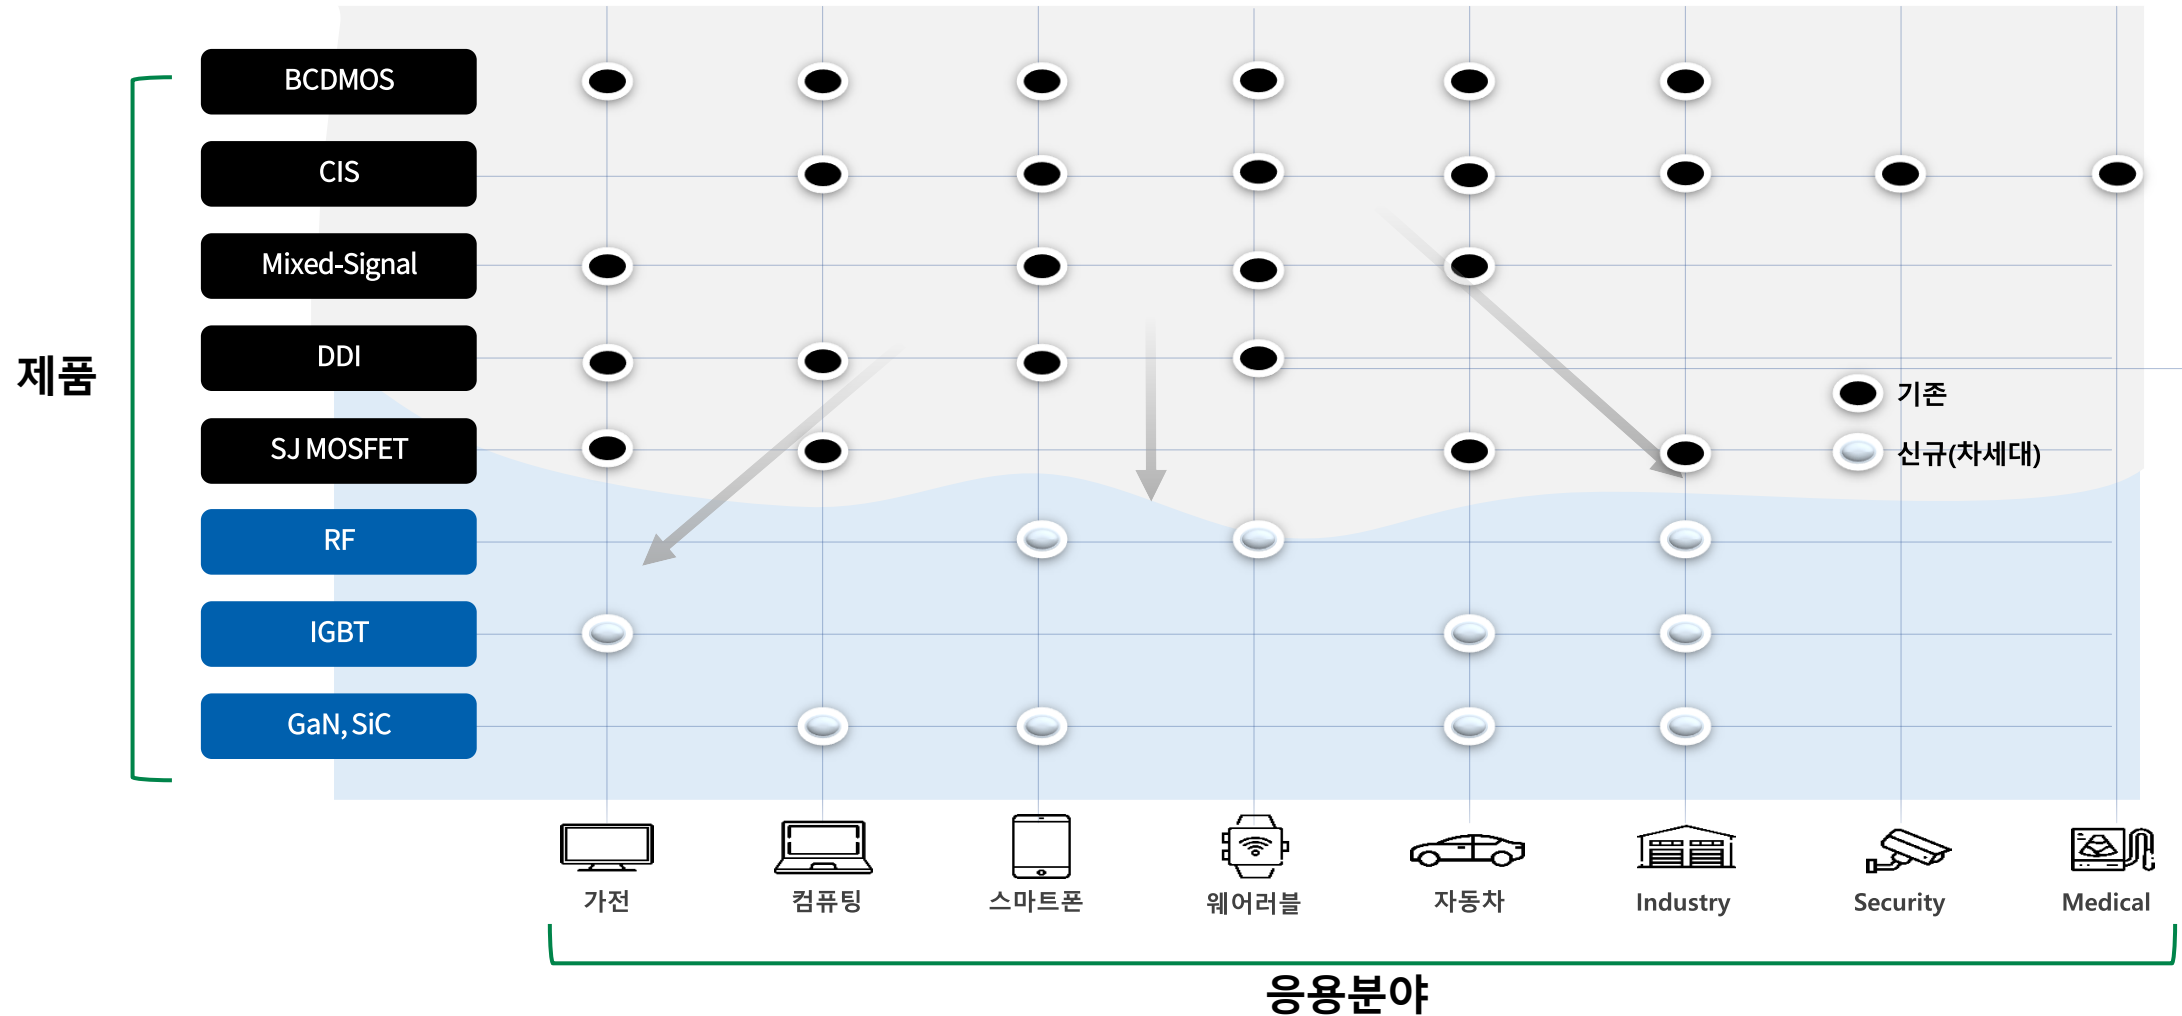 BCDMOS
CIS
Mixed-Signal
DDI
SJ MOSFET
RF
IGBT
GaN, SiC
제품
기존
신규(차세대)
가전
컴퓨팅
스마트폰
웨어러블
자동차
Industry
Security
Medical
응용분야